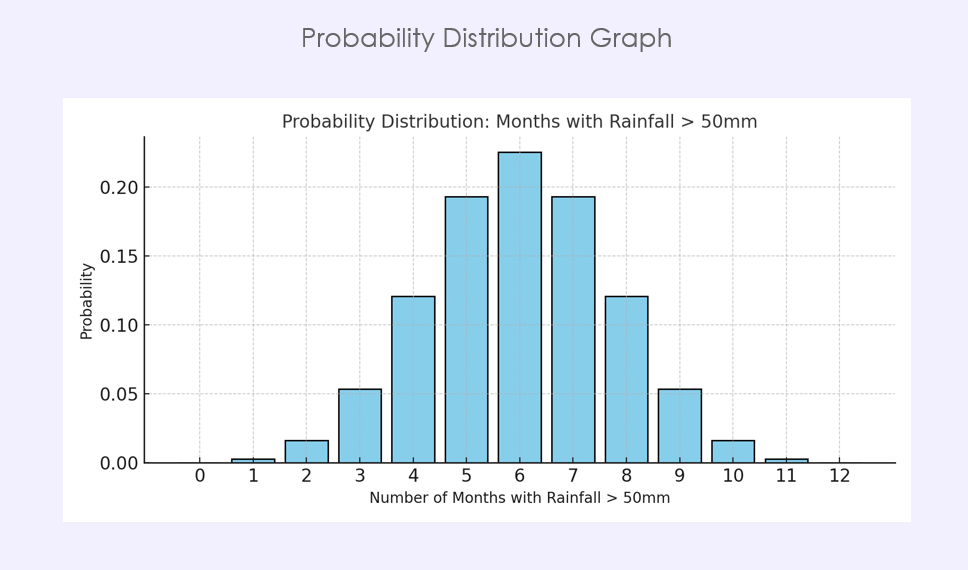 Probability Distribution Graph
Probability Distribution: Months with Rainfall > 50mm
0.20
0.15
0.10
0.05
0.00
Probability
0 1 2 3 4 5 6 7 8 9 10 11 12
Number of Months with Rainfall > 50mm